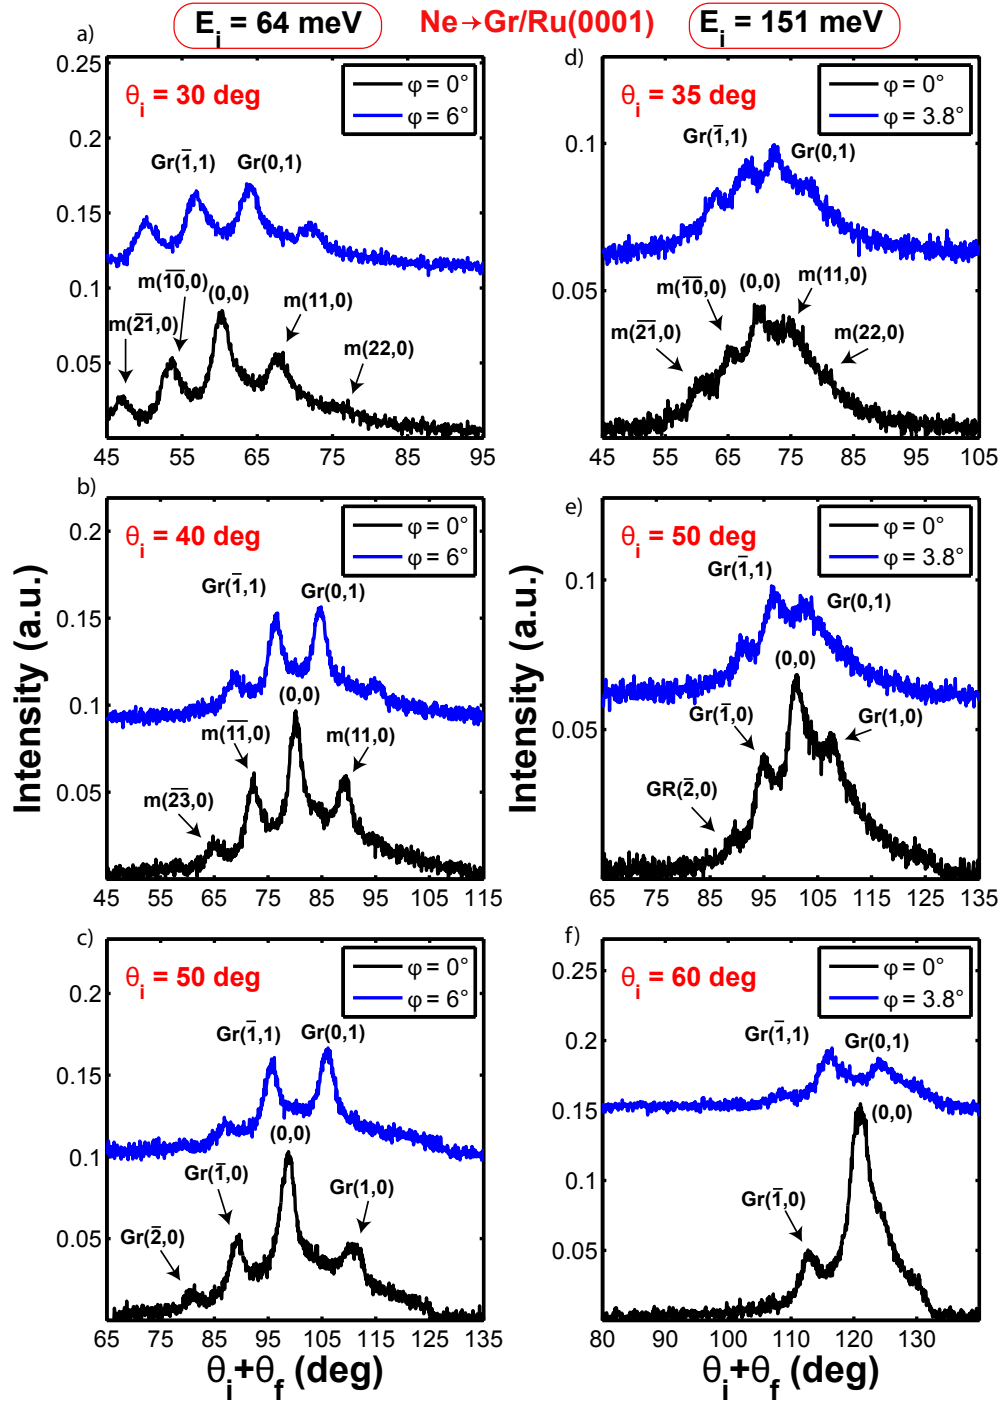 E_i = 64 meV Ne→Gr/Ru(0001) E_i = 151 meV
a)
θ_i = 30 deg
φ = 0°
φ = 6°
0.25
0.2
0.15
0.1
0.05
Gr(1̅,1) Gr(0,1)
m(2̅1̅,0)
m(1̅0̅,0)
(0,0)
m(11,0)
m(22,0)
45 55 65 75 85 95
d)
θ_i = 35 deg
φ = 0°
φ = 3.8°
0.1
0.05
Gr(1̅,1) Gr(0,1)
m(2̅1̅,0)
m(1̅0̅,0)
(0,0)
m(11,0)
m(22,0)
45 55 65 75 85 95 105
b)
θ_i = 40 deg
φ = 0°
φ = 6°
0.2
0.15
0.1
0.05
Gr(1̅,1) Gr(0,1)
m(2̅3̅,0)
m(1̅1̅,0)
(0,0)
m(11,0)
45 55 65 75 85 95 105 115
Intensity (a.u.)
e)
θ_i = 50 deg
φ = 0°
φ = 3.8°
0.1
0.05
Gr(1̅,1) Gr(0,1)
GR(2̅,0)
Gr(1̅,0)
(0,0)
Gr(1,0)
65 75 85 95 105 115 125 135
Intensity (a.u.)
c)
θ_i = 50 deg
φ = 0°
φ = 6°
0.2
0.15
0.1
0.05
Gr(1̅,1) Gr(0,1)
Gr(2̅,0)
Gr(1̅,0)
(0,0)
Gr(1,0)
65 75 85 95 105 115 125 135
θ_i+θ_f (deg)
f)
θ_i = 60 deg
φ = 0°
φ = 3.8°
0.25
0.2
0.15
0.1
0.05
Gr(1̅,1) Gr(0,1)
Gr(1̅,0)
(0,0)
80 90 100 110 120 130
θ_i+θ_f (deg)